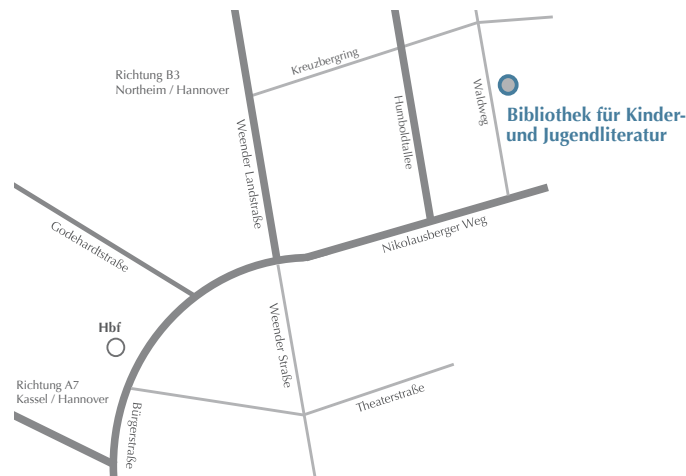 Kreuzbergring
Richtung B3
Northeim / Hannover
Waldweg
Bibliothek für Kinder-
und Jugendliteratur
Humboldtallee
Weender Landstraße
Godehardtstraße
Nikolausberger Weg
Hbf
Weender Straße
Richtung A7
Kassel / Hannover
Bürgerstraße
Theaterstraße